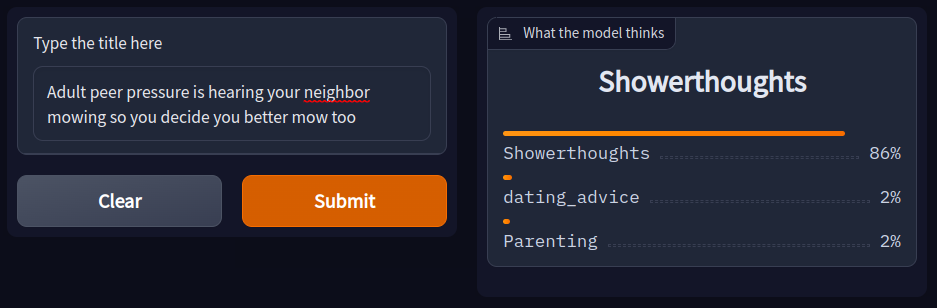 Type the title here
Adult peer pressure is hearing your neighbor
mowing so you decide you better mow too
Clear
Submit
What the model thinks
Showerthoughts
Showerthoughts 86%
dating_advice 2%
Parenting 2%